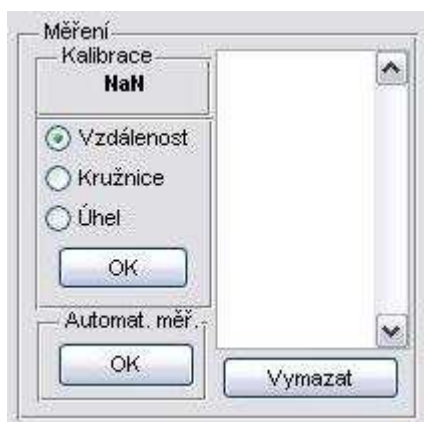 Měření
Kalibrace
NaN
Vzdálenost
Kružnice
Úhel
OK
Automat. měř.
OK
Vymazat